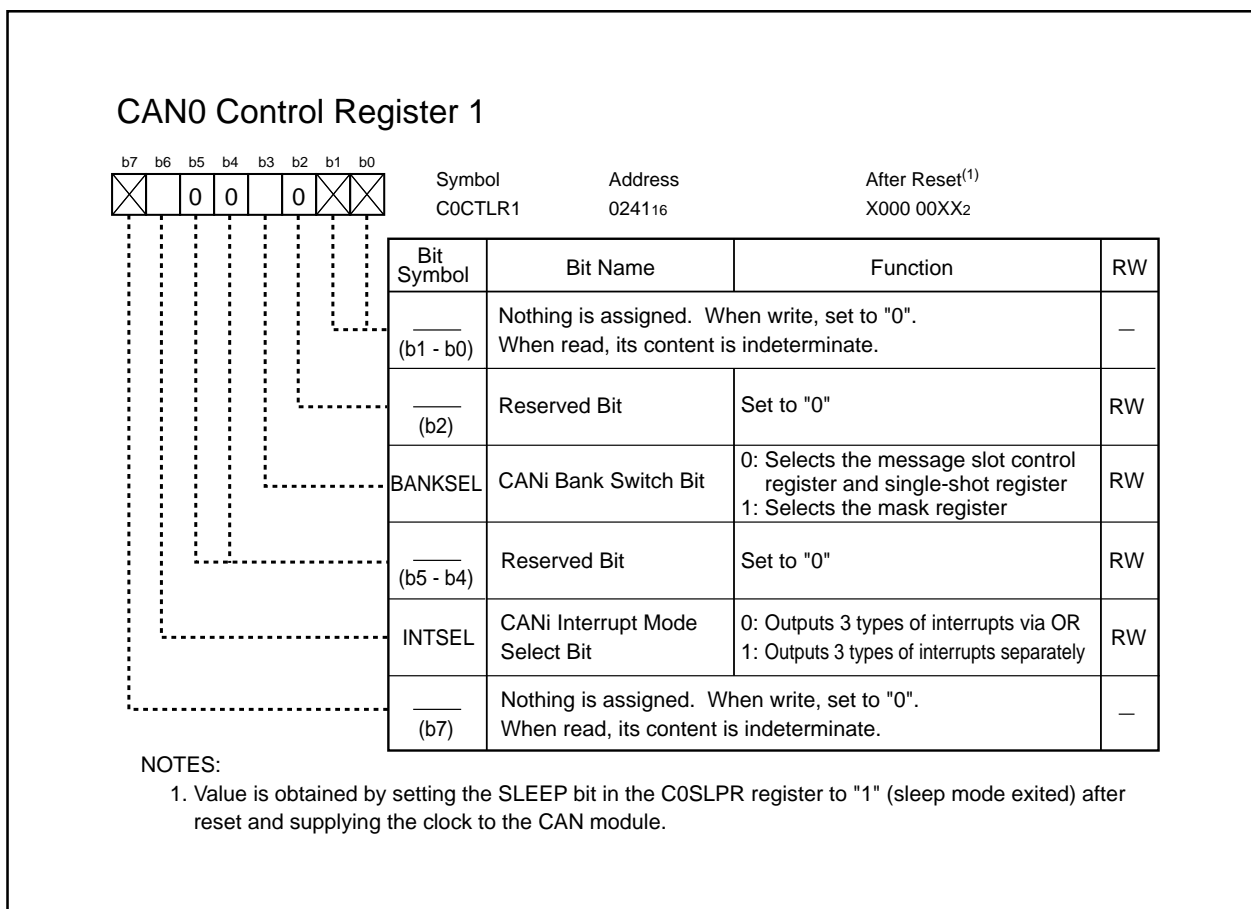 CAN0 Control Register 1
b7 b6 b5 b4 b3 b2 b1 b0
0 0 0
Symbol Address After Reset(1)
C0CTLR1 024116 X000 00XX2
Bit Symbol Bit Name Function RW
(b1 - b0) Nothing is assigned. When write, set to "0". –
When read, its content is indeterminate.
(b2) Reserved Bit Set to "0" RW
BANKSEL CANi Bank Switch Bit 0: Selects the message slot control
register and single-shot register RW
1: Selects the mask register
(b5 - b4) Reserved Bit Set to "0" RW
INTSEL CANi Interrupt Mode Select Bit 0: Outputs 3 types of interrupts via OR RW
1: Outputs 3 types of interrupts separately
(b7) Nothing is assigned. When write, set to "0". –
When read, its content is indeterminate.
NOTES:
1. Value is obtained by setting the SLEEP bit in the C0SLPR register to "1" (sleep mode exited) after
reset and supplying the clock to the CAN module.